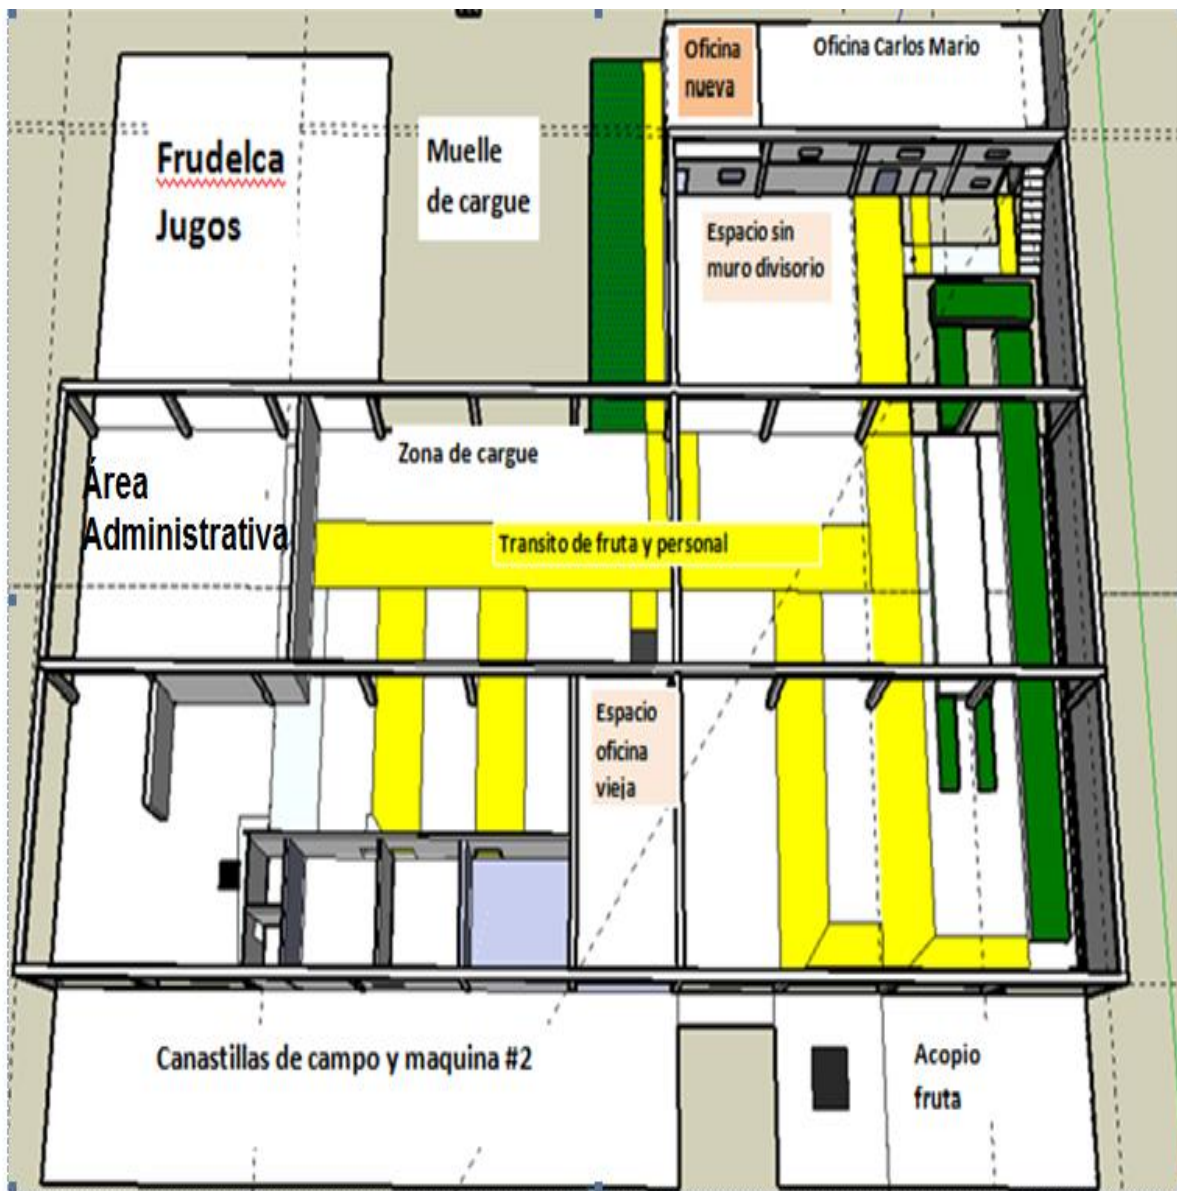 Oficina
nueva
Oficina Carlos Mario
Frudelca
Jugos
Muelle
de cargue
Espacio sin
muro divisorio
Zona de cargue
Área
Administrativa
Transito de fruta y personal
Espacio
oficina
vieja
Canastillas de campo y maquina #2
Acopio
fruta